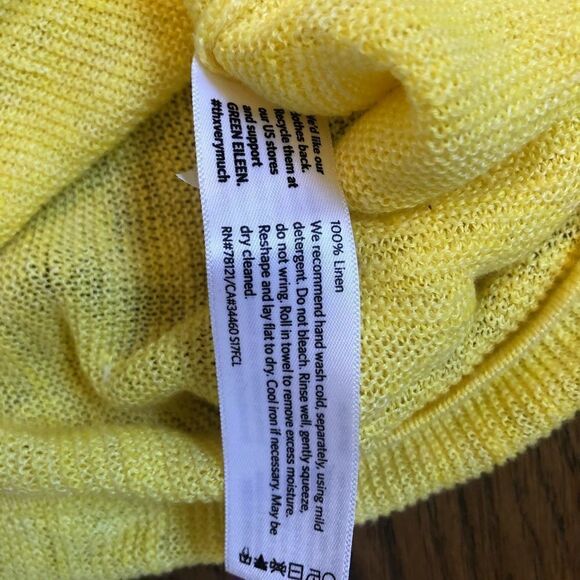 We'd like our
clothes back.
Recycle them at
our US stores
and support
GREEN EILEEN.
#thxverymuch
100% Linen
We recommend hand wash cold, separately, using mild
detergent. Do not bleach. Rinse well, gently squeeze,
do not wring. Roll in towel to remove excess moisture.
Reshape and lay flat to dry. Cool iron if necessary. May be
dry cleaned.
RN#78121/CA#34460 S17FCL